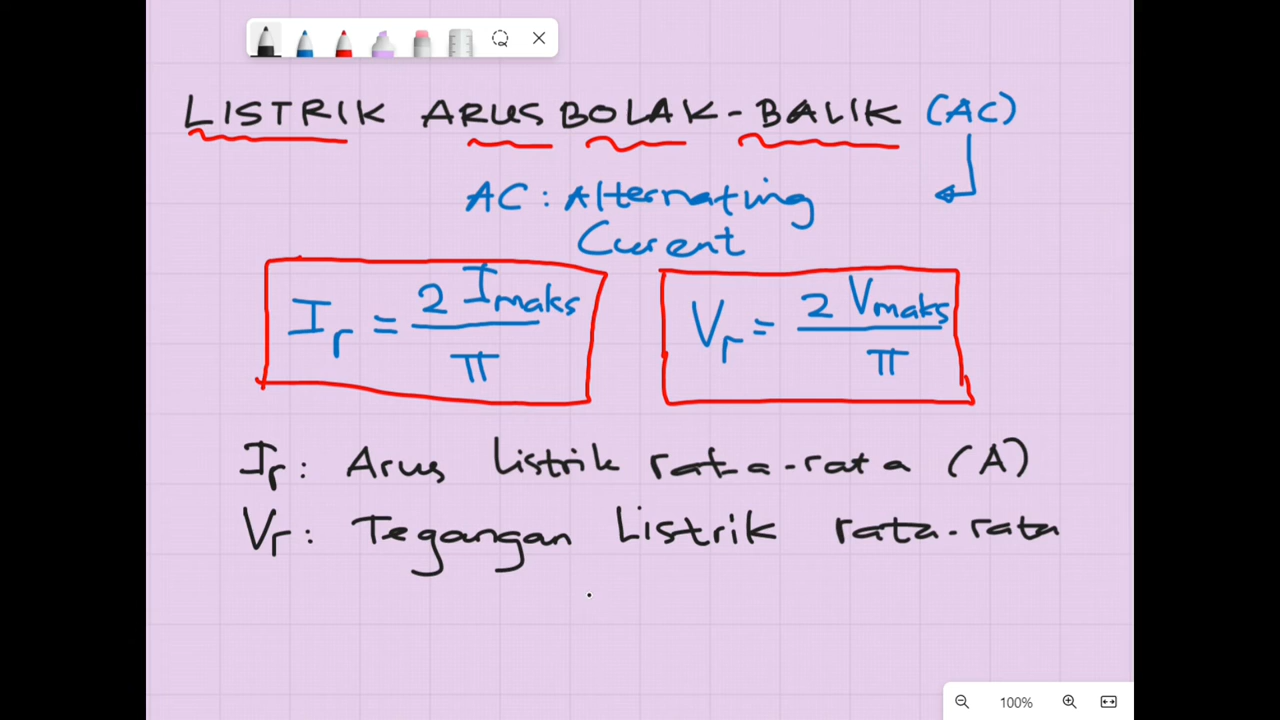 LISTRIK ARUS BOLAK-BALIK (AC)
AC: Alternating
Curent
Ir = 2 Imaks / π
Vr = 2 Vmaks / π
Ir: Arus listrik rata-rata (A)
Vr: Tegangan Listrik rata-rata
100%